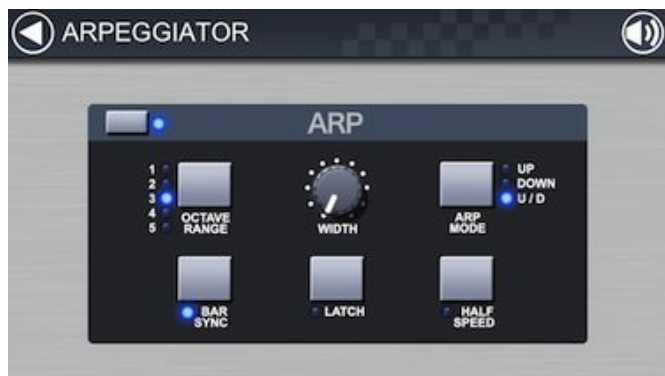 ARPEGGIATOR
ARP
1
2
3
4
5
OCTAVE
RANGE
WIDTH
ARP
MODE
UP
DOWN
U / D
BAR
SYNC
LATCH
HALF
SPEED